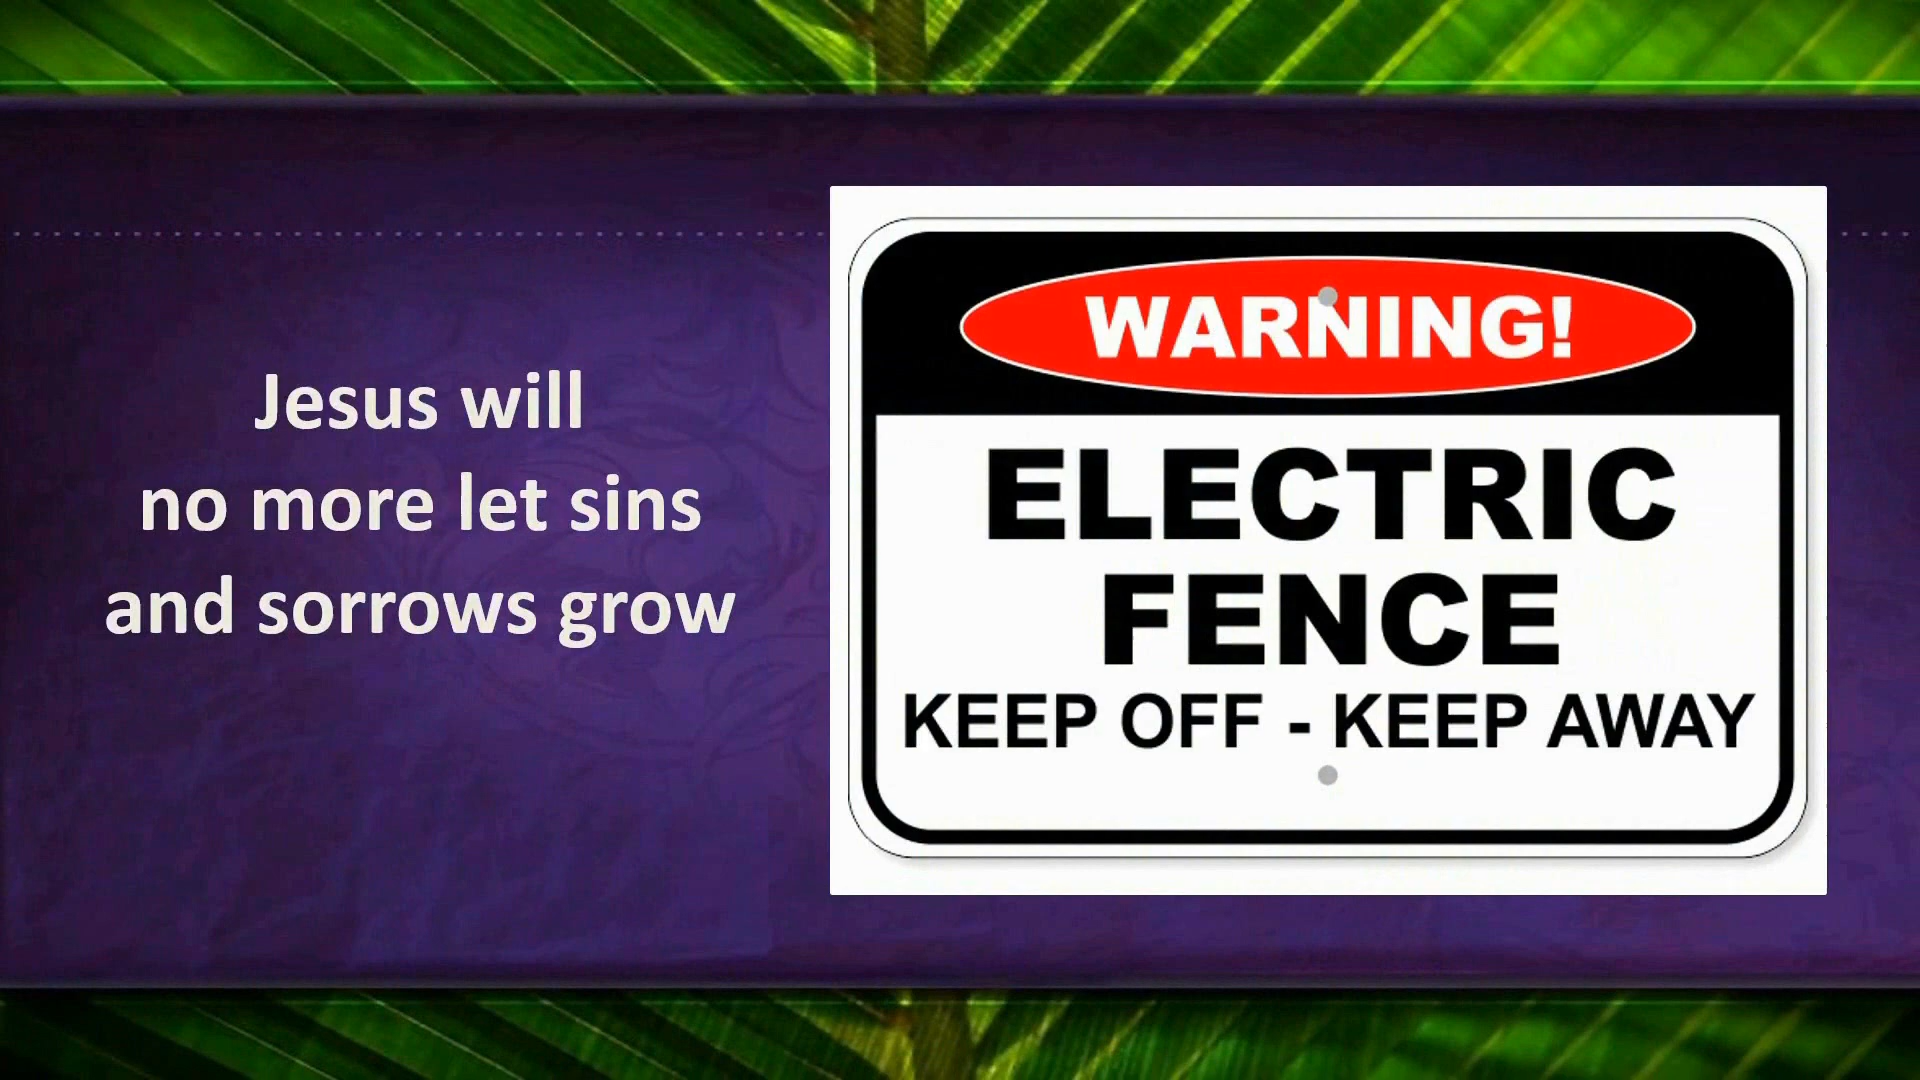 Jesus will
no more let sins
and sorrows grow
WARNING!
ELECTRIC
FENCE
KEEP OFF - KEEP AWAY